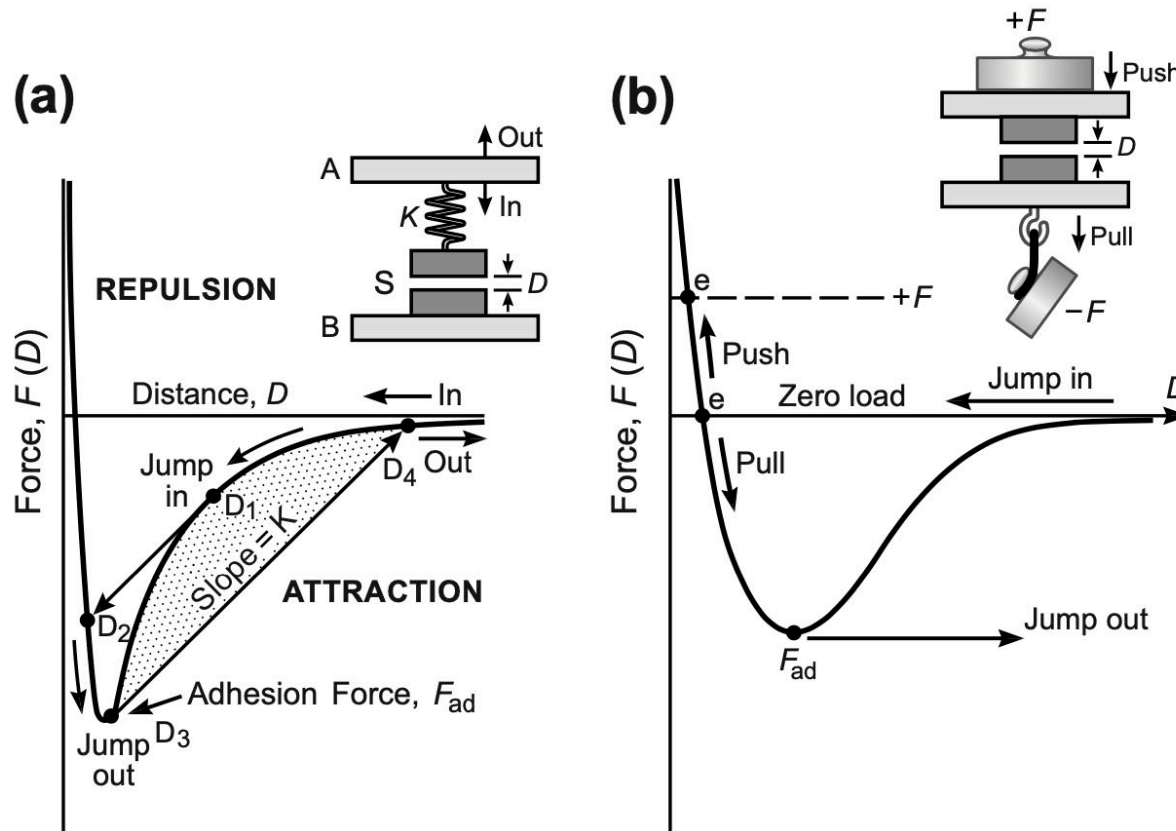 (a)
A
Out
In
K
S
D
B
REPULSION
Force, F (D)
Distance, D
In
Out
Jump
in
D1
D4
D2
Slope = K
ATTRACTION
Adhesion Force, Fad
D3
Jump
out
(b)
+F
Push
D
Pull
–F
Force, F (D)
e
+F
Push
e
Zero load
Jump in
D
Pull
Fad
Jump out